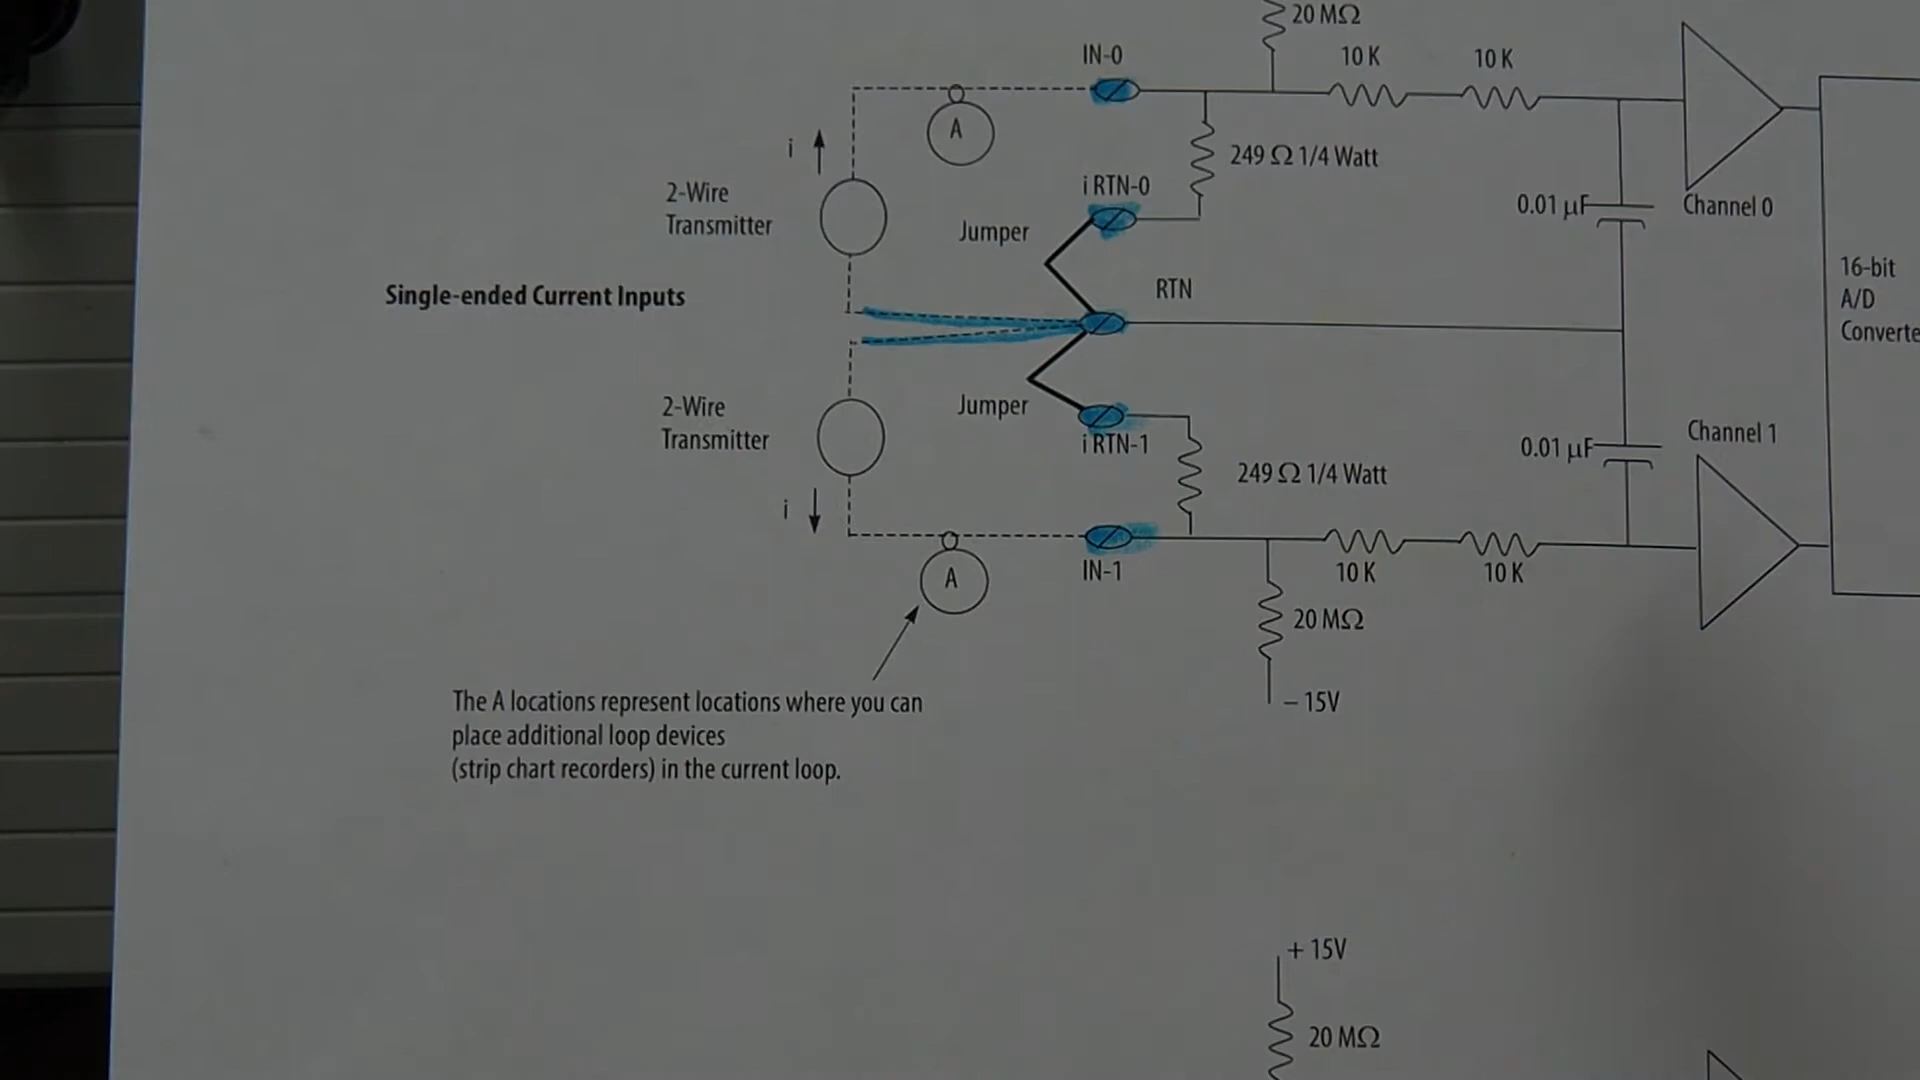 20 MΩ
IN-0
10 K
10 K
A
i
249 Ω 1/4 Watt
2-Wire
Transmitter
i RTN-0
0.01 µF
Channel 0
Jumper
16-bit
A/D
Converte
Single-ended Current Inputs
RTN
2-Wire
Transmitter
Jumper
i RTN-1
0.01 µF
Channel 1
249 Ω 1/4 Watt
i
A
IN-1
10 K
10 K
20 MΩ
– 15V
The A locations represent locations where you can
place additional loop devices
(strip chart recorders) in the current loop.
+ 15V
20 MΩ